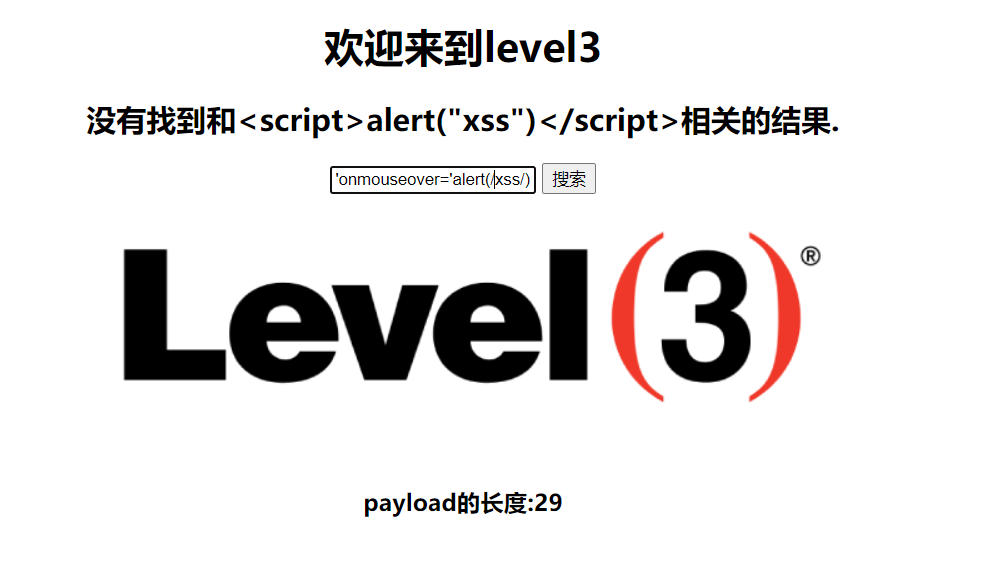 欢迎来到level3
没有找到和<script>alert("xss")</script>相关的结果.
'onmouseover='alert(/xss/) 搜索
Level(3)®
payload的长度:29